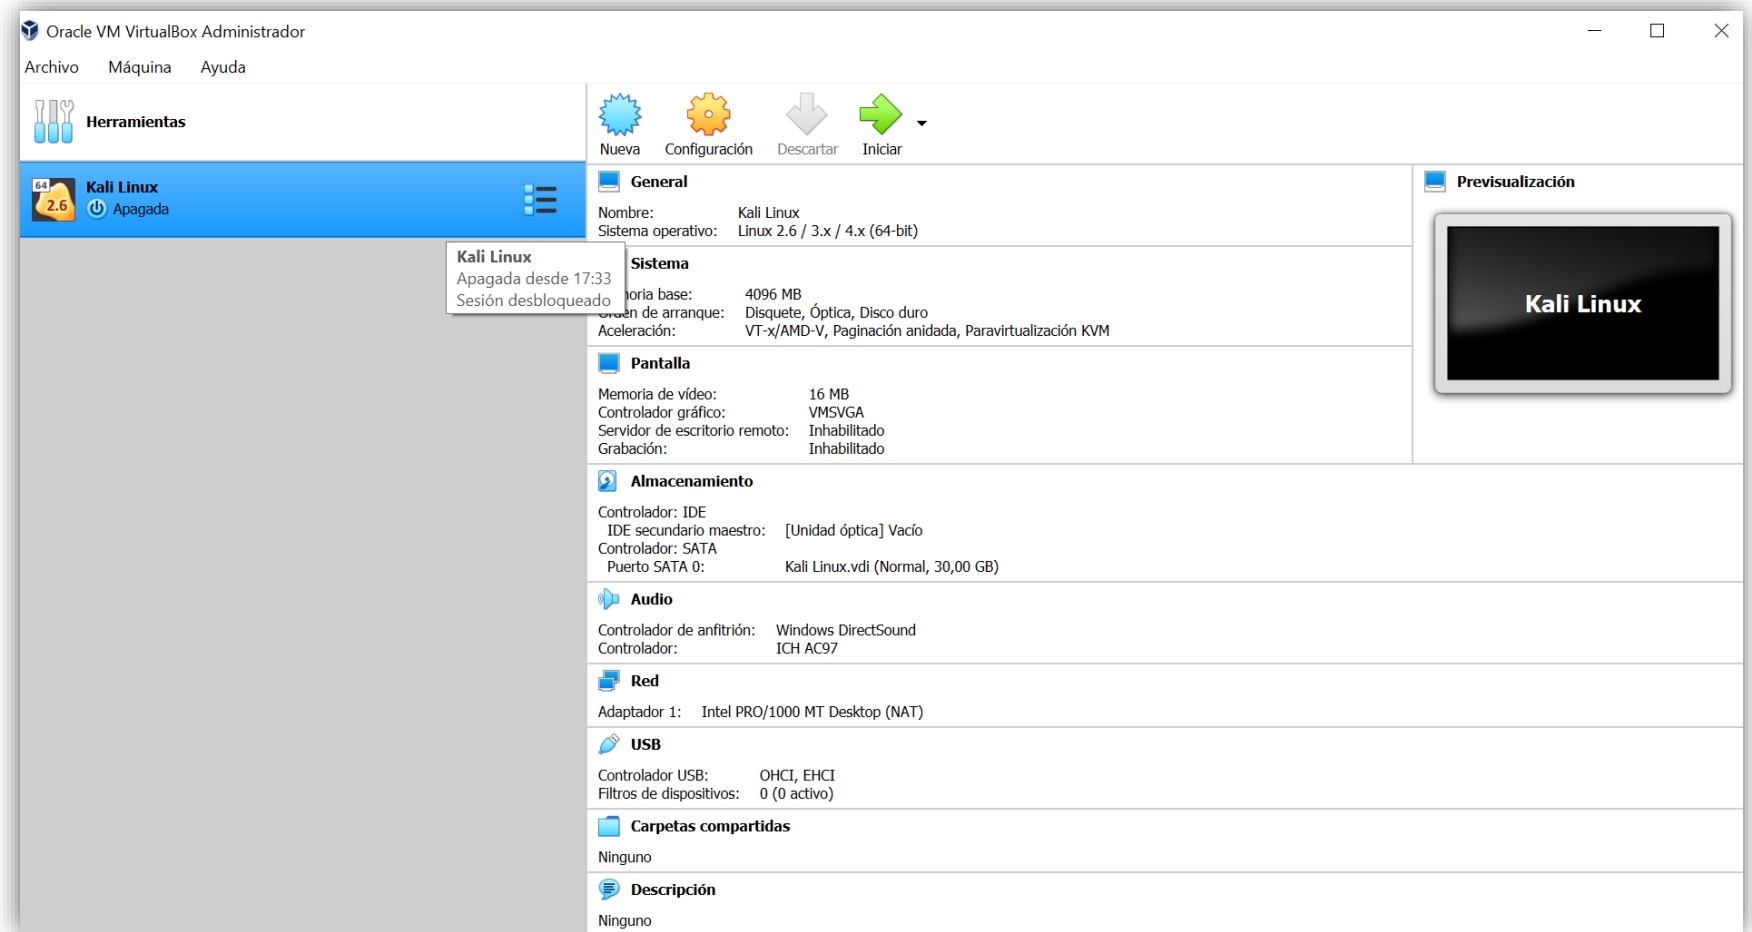 Oracle VM VirtualBox Administrador
Archivo Máquina Ayuda
Herramientas
Nueva Configuración Descartar Iniciar
64
2.6
Kali Linux
Apagada
Kali Linux
Apagada desde 17:33
Sesión desbloqueado
General
Nombre: Kali Linux
Sistema operativo: Linux 2.6 / 3.x / 4.x (64-bit)
Sistema
oria base: 4096 MB
Orden de arranque: Disquete, Óptica, Disco duro
Aceleración: VT-x/AMD-V, Paginación anidada, Paravirtualización KVM
Pantalla
Memoria de vídeo: 16 MB
Controlador gráfico: VMSVGA
Servidor de escritorio remoto: Inhabilitado
Grabación: Inhabilitado
Previsualización
Kali Linux
Almacenamiento
Controlador: IDE
IDE secundario maestro: [Unidad óptica] Vacío
Controlador: SATA
Puerto SATA 0: Kali Linux.vdi (Normal, 30,00 GB)
Audio
Controlador de anfitrión: Windows DirectSound
Controlador: ICH AC97
Red
Adaptador 1: Intel PRO/1000 MT Desktop (NAT)
USB
Controlador USB: OHCI, EHCI
Filtros de dispositivos: 0 (0 activo)
Carpetas compartidas
Ninguno
Descripción
Ninguno